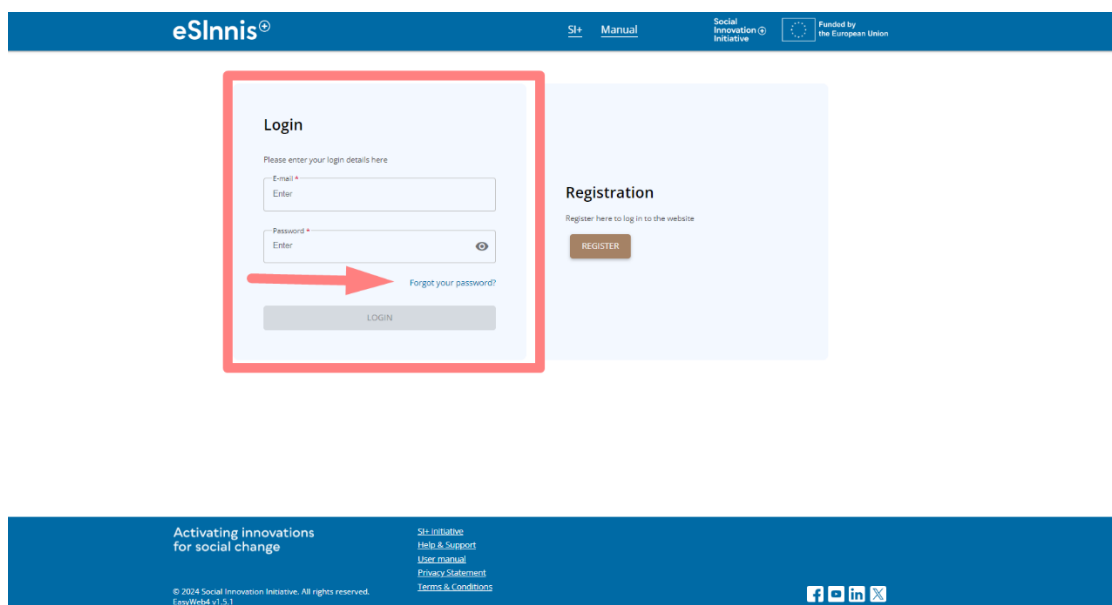 eSInnis⊕
SI+ Manual
Social
Innovation⊕
Initiative
Funded by
the European Union
Login
Please enter your login details here
E-mail *
Enter
Password *
Enter
Forgot your password?
LOGIN
Registration
Register here to log in to the website
REGISTER
Activating innovations
for social change
© 2024 Social Innovation Initiative. All rights reserved.
EasyWeb4 v1.5.1
SI+ initiative
Help & Support
User manual
Privacy Statement
Terms & Conditions